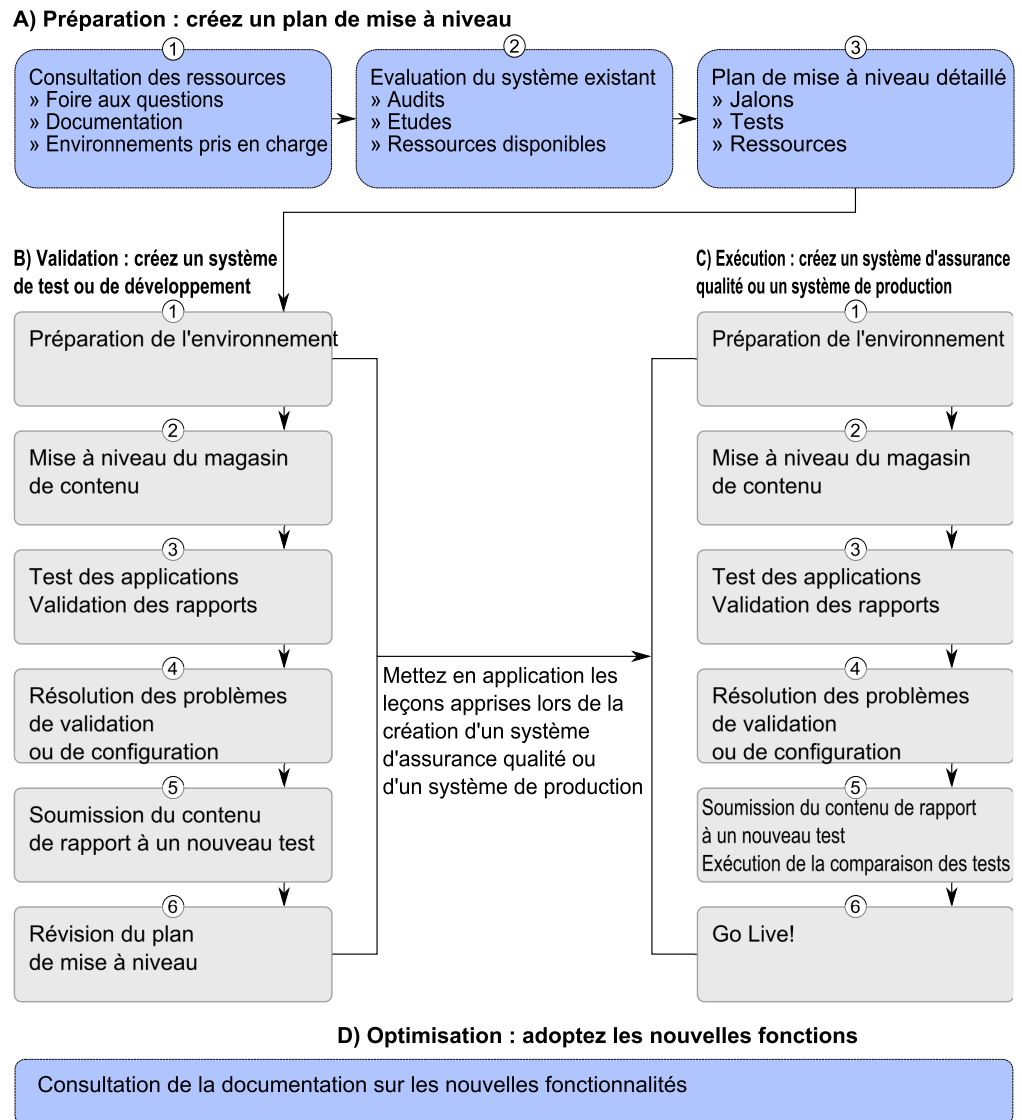 A) Préparation : créez un plan de mise à niveau
1
Consultation des ressources
» Foire aux questions
» Documentation
» Environnements pris en charge
2
Evaluation du système existant
» Audits
» Etudes
» Ressources disponibles
3
Plan de mise à niveau détaillé
» Jalons
» Tests
» Ressources
B) Validation : créez un système
de test ou de développement
1
Préparation de l'environnement
2
Mise à niveau du magasin
de contenu
3
Test des applications
Validation des rapports
4
Résolution des problèmes
de validation
ou de configuration
5
Soumission du contenu
de rapport à un nouveau test
6
Révision du plan
de mise à niveau
Mettez en application les
leçons apprises lors de la
création d'un système
d'assurance qualité ou
d'un système de production
C) Exécution : créez un système d'assurance
qualité ou un système de production
1
Préparation de l'environnement
2
Mise à niveau du magasin
de contenu
3
Test des applications
Validation des rapports
4
Résolution des problèmes
de validation
ou de configuration
5
Soumission du contenu de rapport
à un nouveau test
Exécution de la comparaison des tests
6
Go Live!
D) Optimisation : adoptez les nouvelles fonctions
Consultation de la documentation sur les nouvelles fonctionnalités